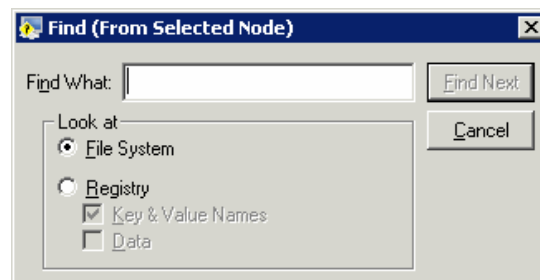 Find (From Selected Node)
Find What:
Find Next
Look at
Cancel
File System
Registry
Key & Value Names
Data